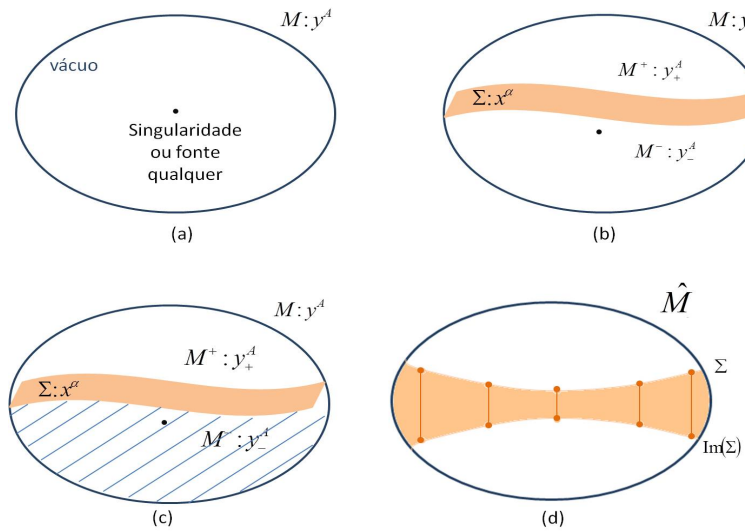 M : y^A
vácuo
Singularidade
ou fonte
qualquer
(a)
M : y
M^+ : y_+^A
Σ : x^α
M^- : y_-^A
(b)
M : y^A
M^+ : y_+^A
Σ : x^α
M^- : y_-^A
(c)
M̂
Σ
Im(Σ)
(d)